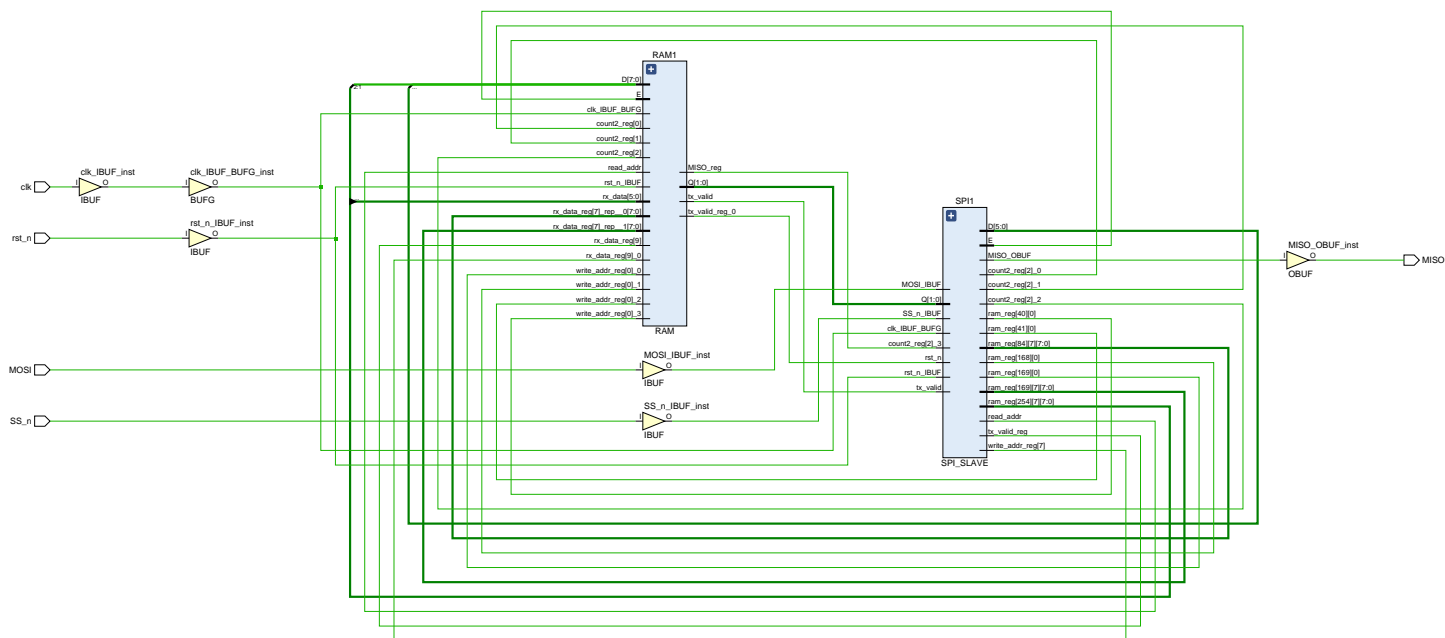 RAM1
D[7:0]
E
clk_IBUF_BUFG
count2_reg[0]
count2_reg[1]
count2_reg[2]
read_addr
rst_n_IBUF
rx_data[5:0]
rx_data_reg[7]_rep__0[7:0]
rx_data_reg[7]_rep__1[7:0]
rx_data_reg[9]
rx_data_reg[9]_0
write_addr_reg[0]_0
write_addr_reg[0]_1
write_addr_reg[0]_2
write_addr_reg[0]_3
MISO_reg
Q[1:0]
tx_valid
tx_valid_reg_0
RAM
clk
clk_IBUF_inst
I
O
IBUF
clk_IBUF_BUFG_inst
I
O
BUFG
rst_n
rst_n_IBUF_inst
I
O
IBUF
MOSI
MOSI_IBUF_inst
I
O
IBUF
SS_n
SS_n_IBUF_inst
I
O
IBUF
SPI1
MOSI_IBUF
Q[1:0]
SS_n_IBUF
clk_IBUF_BUFG
count2_reg[2]_3
rst_n
rst_n_IBUF
tx_valid
D[5:0]
E
MISO_OBUF
count2_reg[2]_0
count2_reg[2]_1
count2_reg[2]_2
ram_reg[40][0]
ram_reg[41][0]
ram_reg[84][7][7:0]
ram_reg[168][0]
ram_reg[169][0]
ram_reg[169][7][7:0]
ram_reg[254][7][7:0]
read_addr
tx_valid_reg
write_addr_reg[7]
SPI_SLAVE
MISO_OBUF_inst
I
O
OBUF
MISO